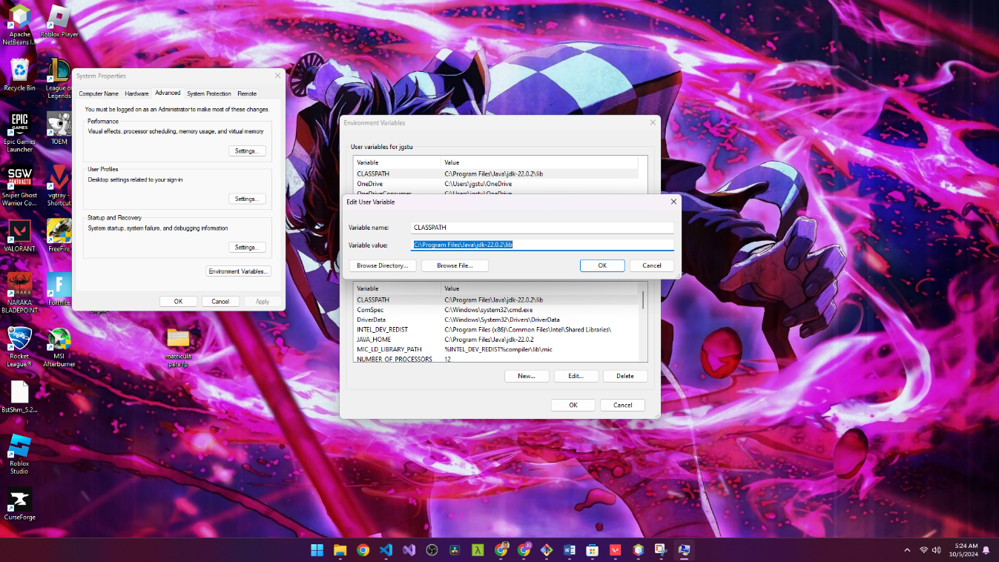 Apache
NetBeans I...
Roblox Player
Recycle Bin
League of
Legends
EPIC
GAMES
Epic Games
Launcher
TOEM
SGW
CONTRACTS
Sniper Ghost
Warrior Co...
vgtray -
Shortcut
VALORANT
FreeFire
NARAKA
NARAKA
BLADEPOINT
Fortnite
Rocket
League®
MSI
Afterburner
matricula
para fp
BstShm_5.2...
Roblox
Studio
CurseForge
System Properties
Computer Name
Hardware
Advanced
System Protection
Remote
You must be logged on as an Administrator to make most of these changes.
Performance
Visual effects, processor scheduling, memory usage, and virtual memory
Settings...
User Profiles
Desktop settings related to your sign-in
Settings...
Startup and Recovery
System startup, system failure, and debugging information
Settings...
Environment Variables...
OK
Cancel
Apply
Environment Variables
User variables for jgstu
Variable Value
CLASSPATH C:\Program Files\Java\jdk-22.0.2\lib
OneDrive C:\Users\jgstu\OneDrive
OneDriveConsumer C:\Users\jgstu\OneDrive
Edit User Variable
Variable name: CLASSPATH
Variable value: C:\Program Files\Java\jdk-22.0.2\lib
Browse Directory... Browse File... OK Cancel
Variable Value
CLASSPATH C:\Program Files\Java\jdk-22.0.2\lib
ComSpec C:\Windows\system32\cmd.exe
DriverData C:\Windows\System32\Drivers\DriverData
INTEL_DEV_REDIST C:\Program Files (x86)\Common Files\Intel\Shared Libraries\
JAVA_HOME C:\Program Files\Java\jdk-22.0.2
MIC_LD_LIBRARY_PATH %INTEL_DEV_REDIST%compiler\lib\mic
NUMBER_OF_PROCESSORS 12
New... Edit... Delete
OK Cancel
5:24 AM
10/5/2024